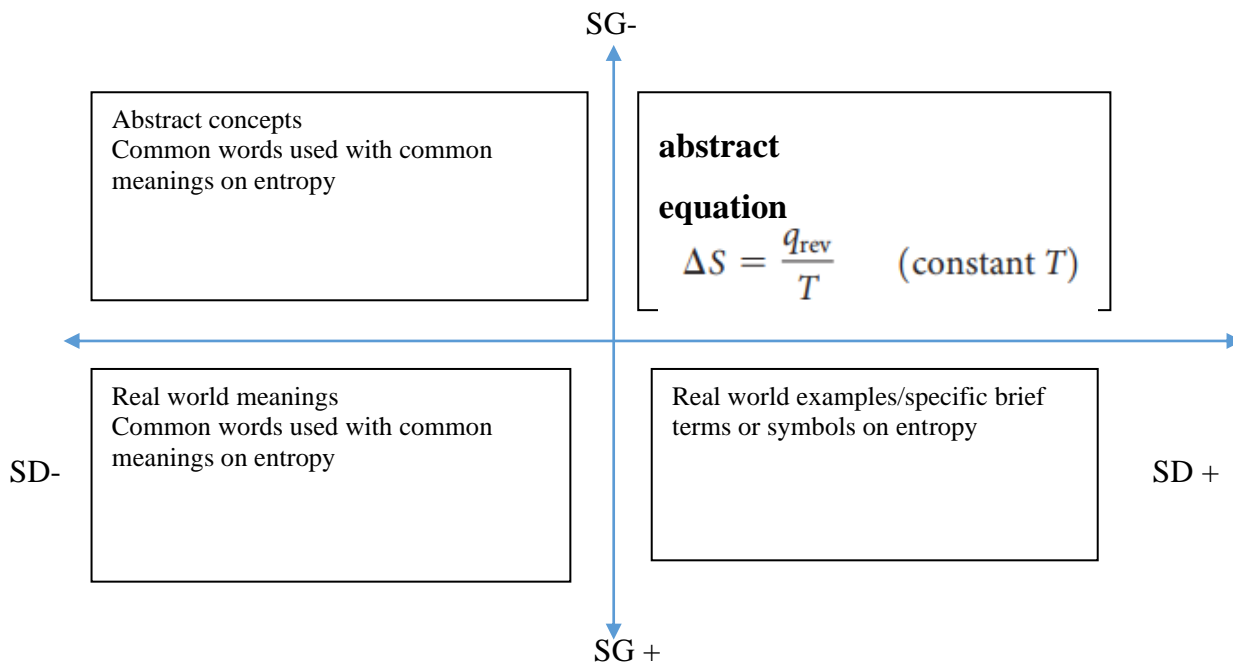 SG-
Abstract concepts
Common words used with common
meanings on entropy
abstract
equation
ΔS = q_rev / T (constant T)
Real world meanings
Common words used with common
meanings on entropy
Real world examples/specific brief
terms or symbols on entropy
SD-
SD +
SG +